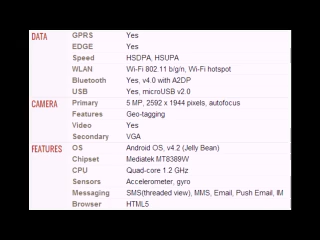 DATA GPRS Yes
EDGE Yes
Speed HSDPA, HSUPA
WLAN Wi-Fi 802.11 b/g/n, Wi-Fi hotspot
Bluetooth Yes, v4.0 with A2DP
USB Yes, microUSB v2.0
CAMERA Primary 5 MP, 2592 x 1944 pixels, autofocus
Features Geo-tagging
Video Yes
Secondary VGA
FEATURES OS Android OS, v4.2 (Jelly Bean)
Chipset Mediatek MT8389W
CPU Quad-core 1.2 GHz
Sensors Accelerometer, gyro
Messaging SMS(threaded view), MMS, Email, Push Email, IM
Browser HTML5